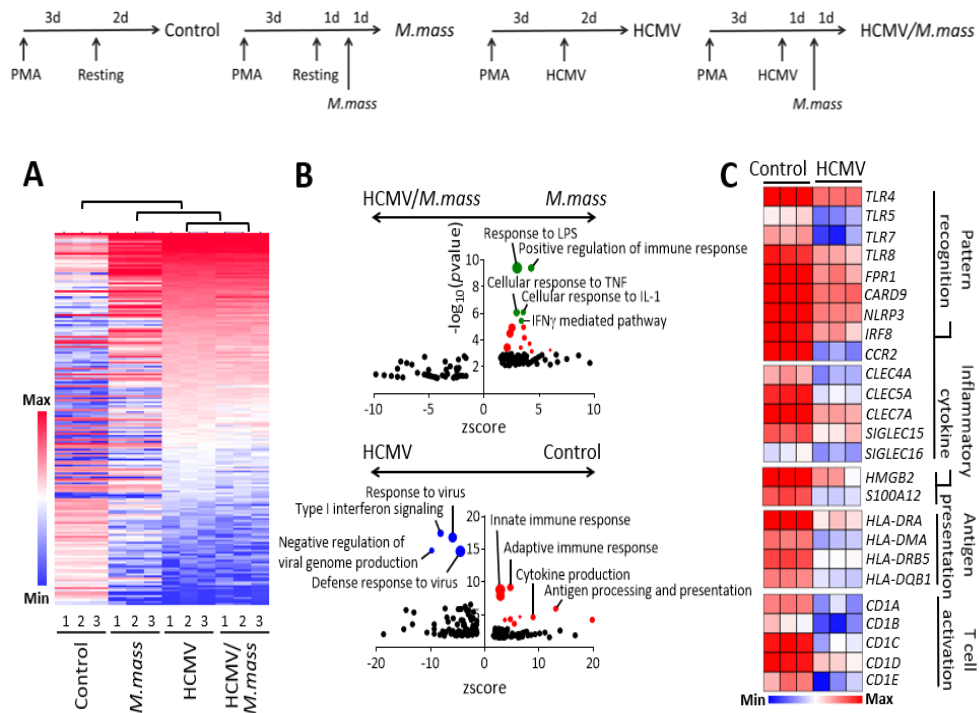 3d 2d Control
PMA Resting
3d 1d 1d M.mass
PMA Resting
M.mass
3d 2d HCMV
PMA HCMV
3d 1d 1d HCMV/M.mass
PMA HCMV
M.mass
A
Max
Min
1 2 3 1 2 3 1 2 3 1 2 3
Control
M.mass
HCMV
HCMV/
M.mass
B
HCMV/M.mass M.mass
Response to LPS
Positive regulation of immune response
Cellular response to TNF
Cellular response to IL-1
IFNγ mediated pathway
-log10(pvalue)
10
8
6
4
2
-10 -5 0 5 10
zscore
HCMV Control
Response to virus
Type I interferon signaling
Negative regulation of
viral genome production
Defense response to virus
Innate immune response
Adaptive immune response
Cytokine production
Antigen processing and presentation
20
15
10
5
-20 -10 0 10 20
zscore
C
Control HCMV
TLR4
TLR5
TLR7
TLR8
FPR1
CARD9
NLRP3
IRF8
CCR2
CLEC4A
CLEC5A
CLEC7A
SIGLEC15
SIGLEC16
HMGB2
S100A12
HLA-DRA
HLA-DMA
HLA-DRB5
HLA-DQB1
CD1A
CD1B
CD1C
CD1D
CD1E
Pattern
recognition
Inflammatory
cytokine
Antigen
presentation
T cell
activation
Min Max